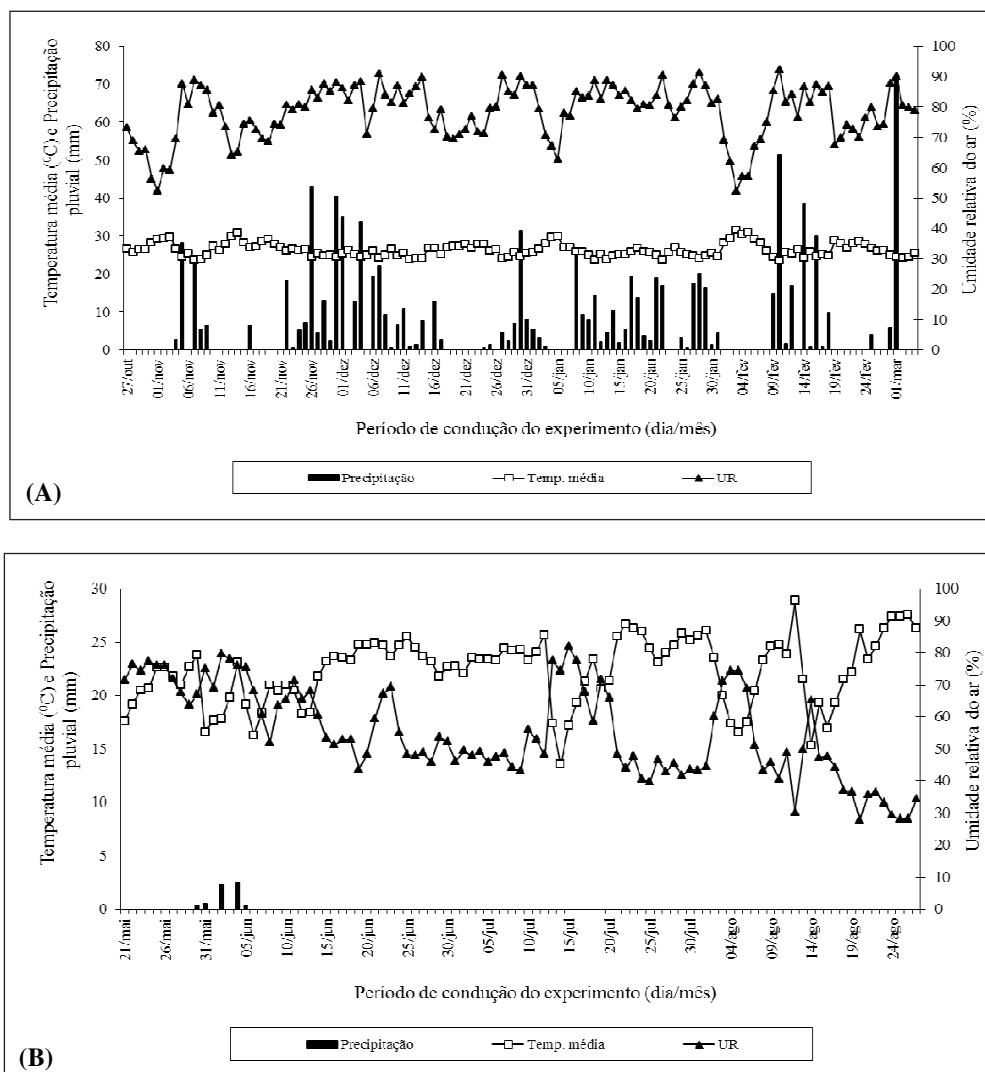 Temperatura média (⁰C) e Precipitação
pluvial (mm)
80
70
60
50
40
30
20
10
0
100
90
80
70
60
50
40
30
20
10
0
Umidade relativa do ar (%)
27/out
01/nov
06/nov
11/nov
16/nov
21/nov
26/nov
01/dez
06/dez
11/dez
16/dez
21/dez
26/dez
31/dez
05/jan
10/jan
15/jan
20/jan
25/jan
30/jan
04/fev
09/fev
14/fev
19/fev
24/fev
01/mar
Período de condução do experimento (dia/mês)
Precipitação Temp. média UR
(A)
Temperatura média (⁰C) e Precipitação
pluvial (mm)
30
25
20
15
10
5
0
100
90
80
70
60
50
40
30
20
10
0
Umidade relativa do ar (%)
21/mai
26/mai
31/mai
05/jun
10/jun
15/jun
20/jun
25/jun
30/jun
05/jul
10/jul
15/jul
20/jul
25/jul
30/jul
04/ago
09/ago
14/ago
19/ago
24/ago
Período de condução do experimento (dia/mês)
Precipitação Temp. média UR
(B)